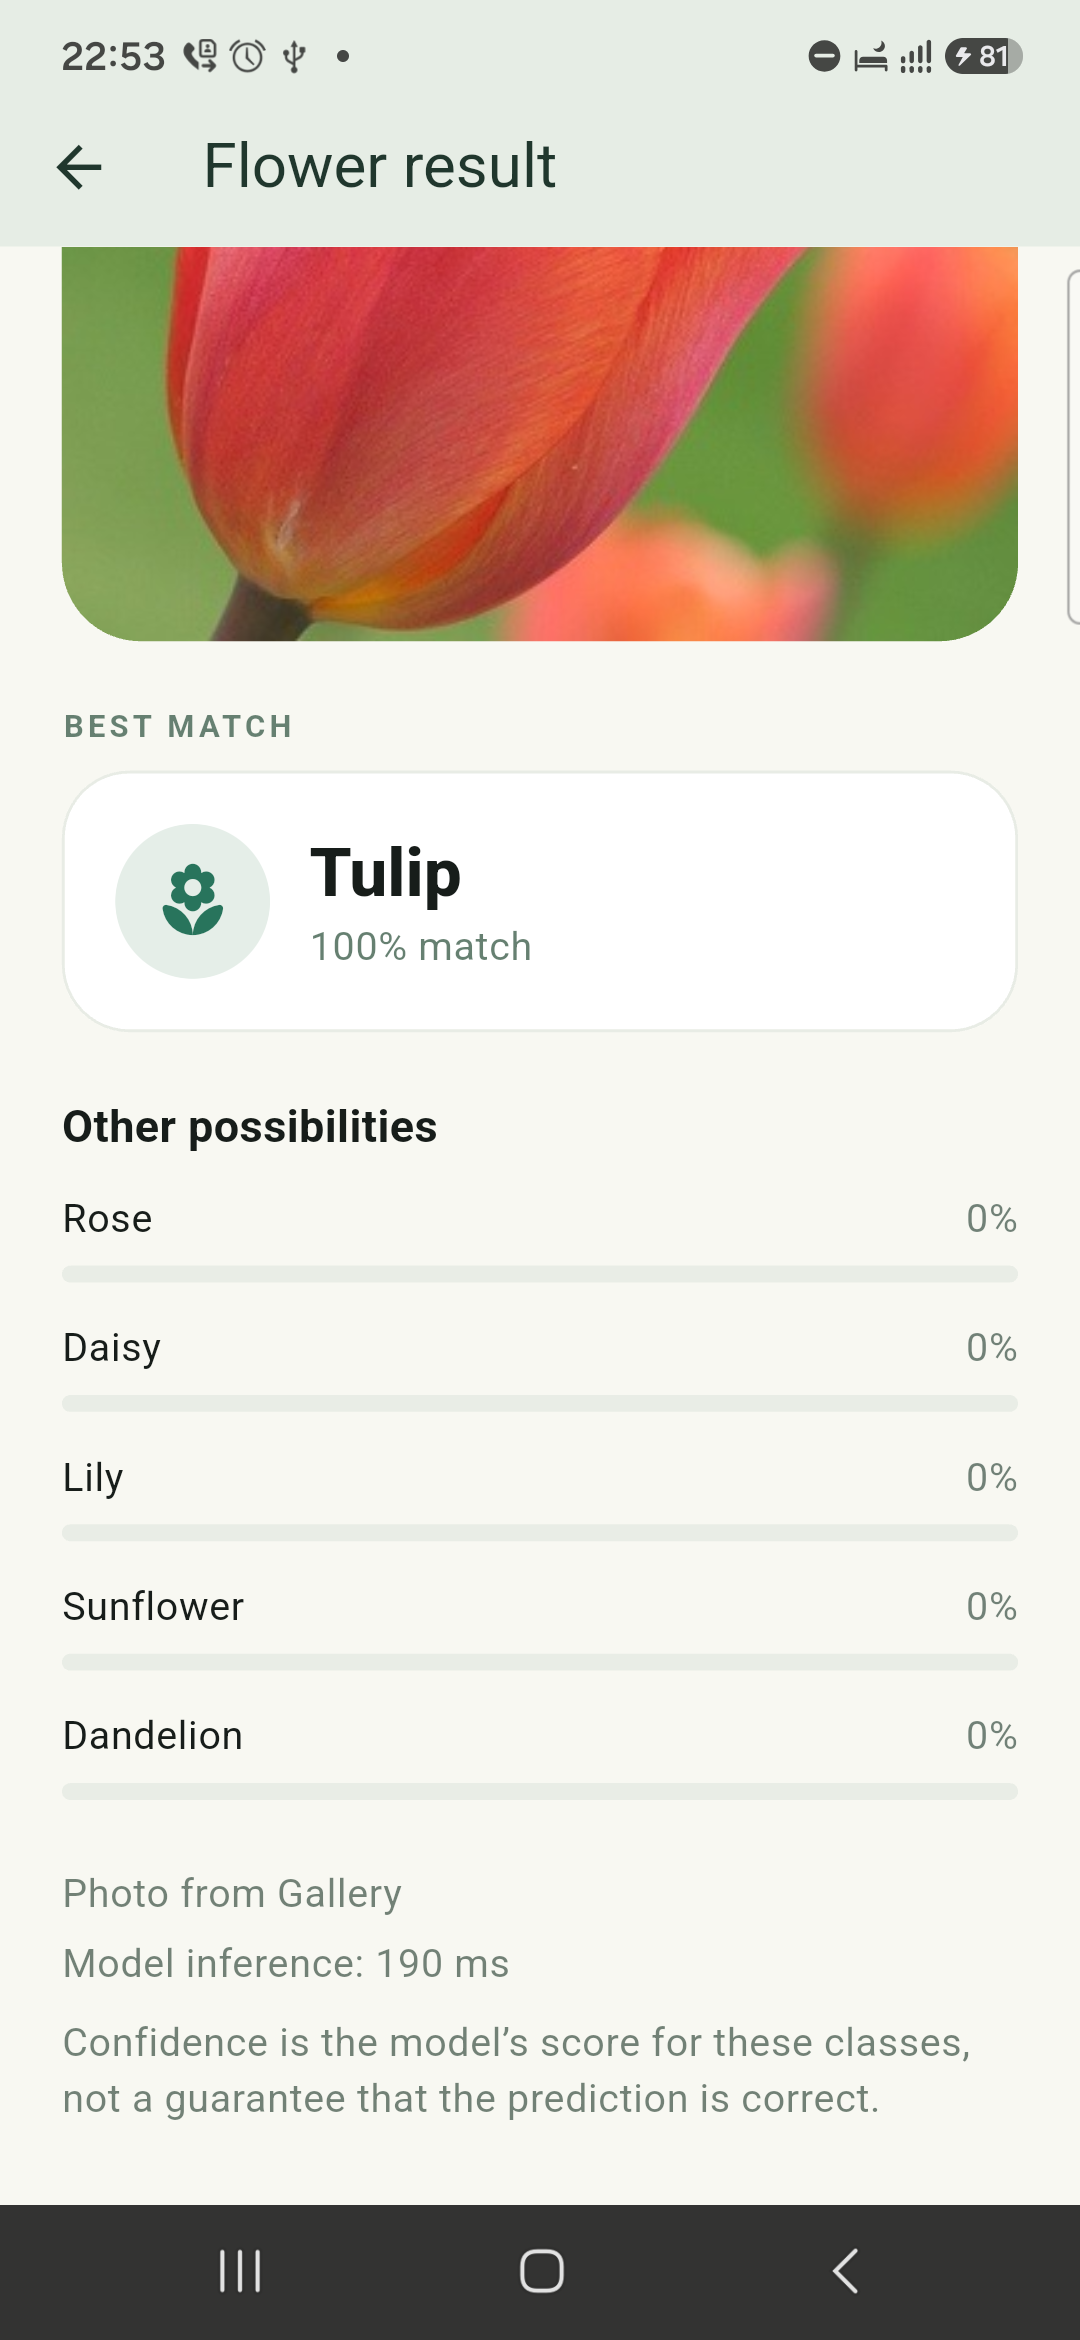 22:53
81
Flower result
BEST MATCH
Tulip
100% match
Other possibilities
Rose 0%
Daisy 0%
Lily 0%
Sunflower 0%
Dandelion 0%
Photo from Gallery
Model inference: 190 ms
Confidence is the model’s score for these classes,
not a guarantee that the prediction is correct.